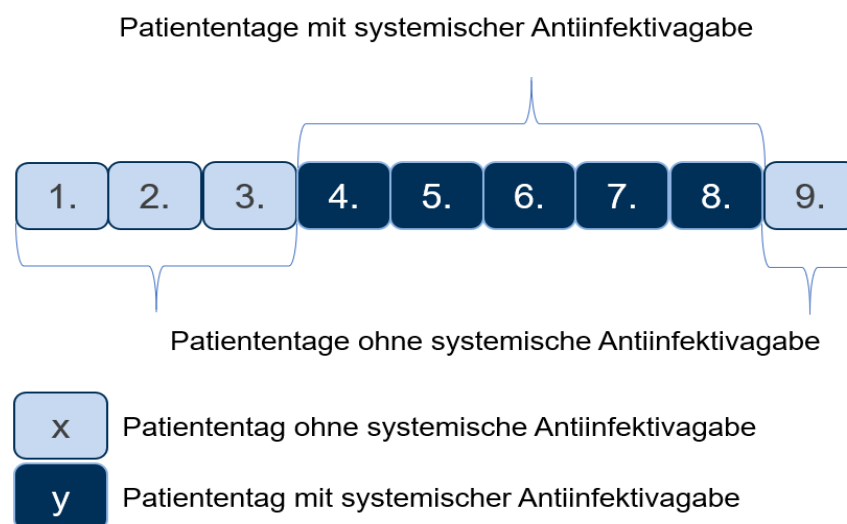 Patiententage mit systemischer Antiinfektivagabe
1. 2. 3. 4. 5. 6. 7. 8. 9.
Patiententage ohne systemische Antiinfektivagabe
x Patiententag ohne systemische Antiinfektivagabe
y Patiententag mit systemischer Antiinfektivagabe